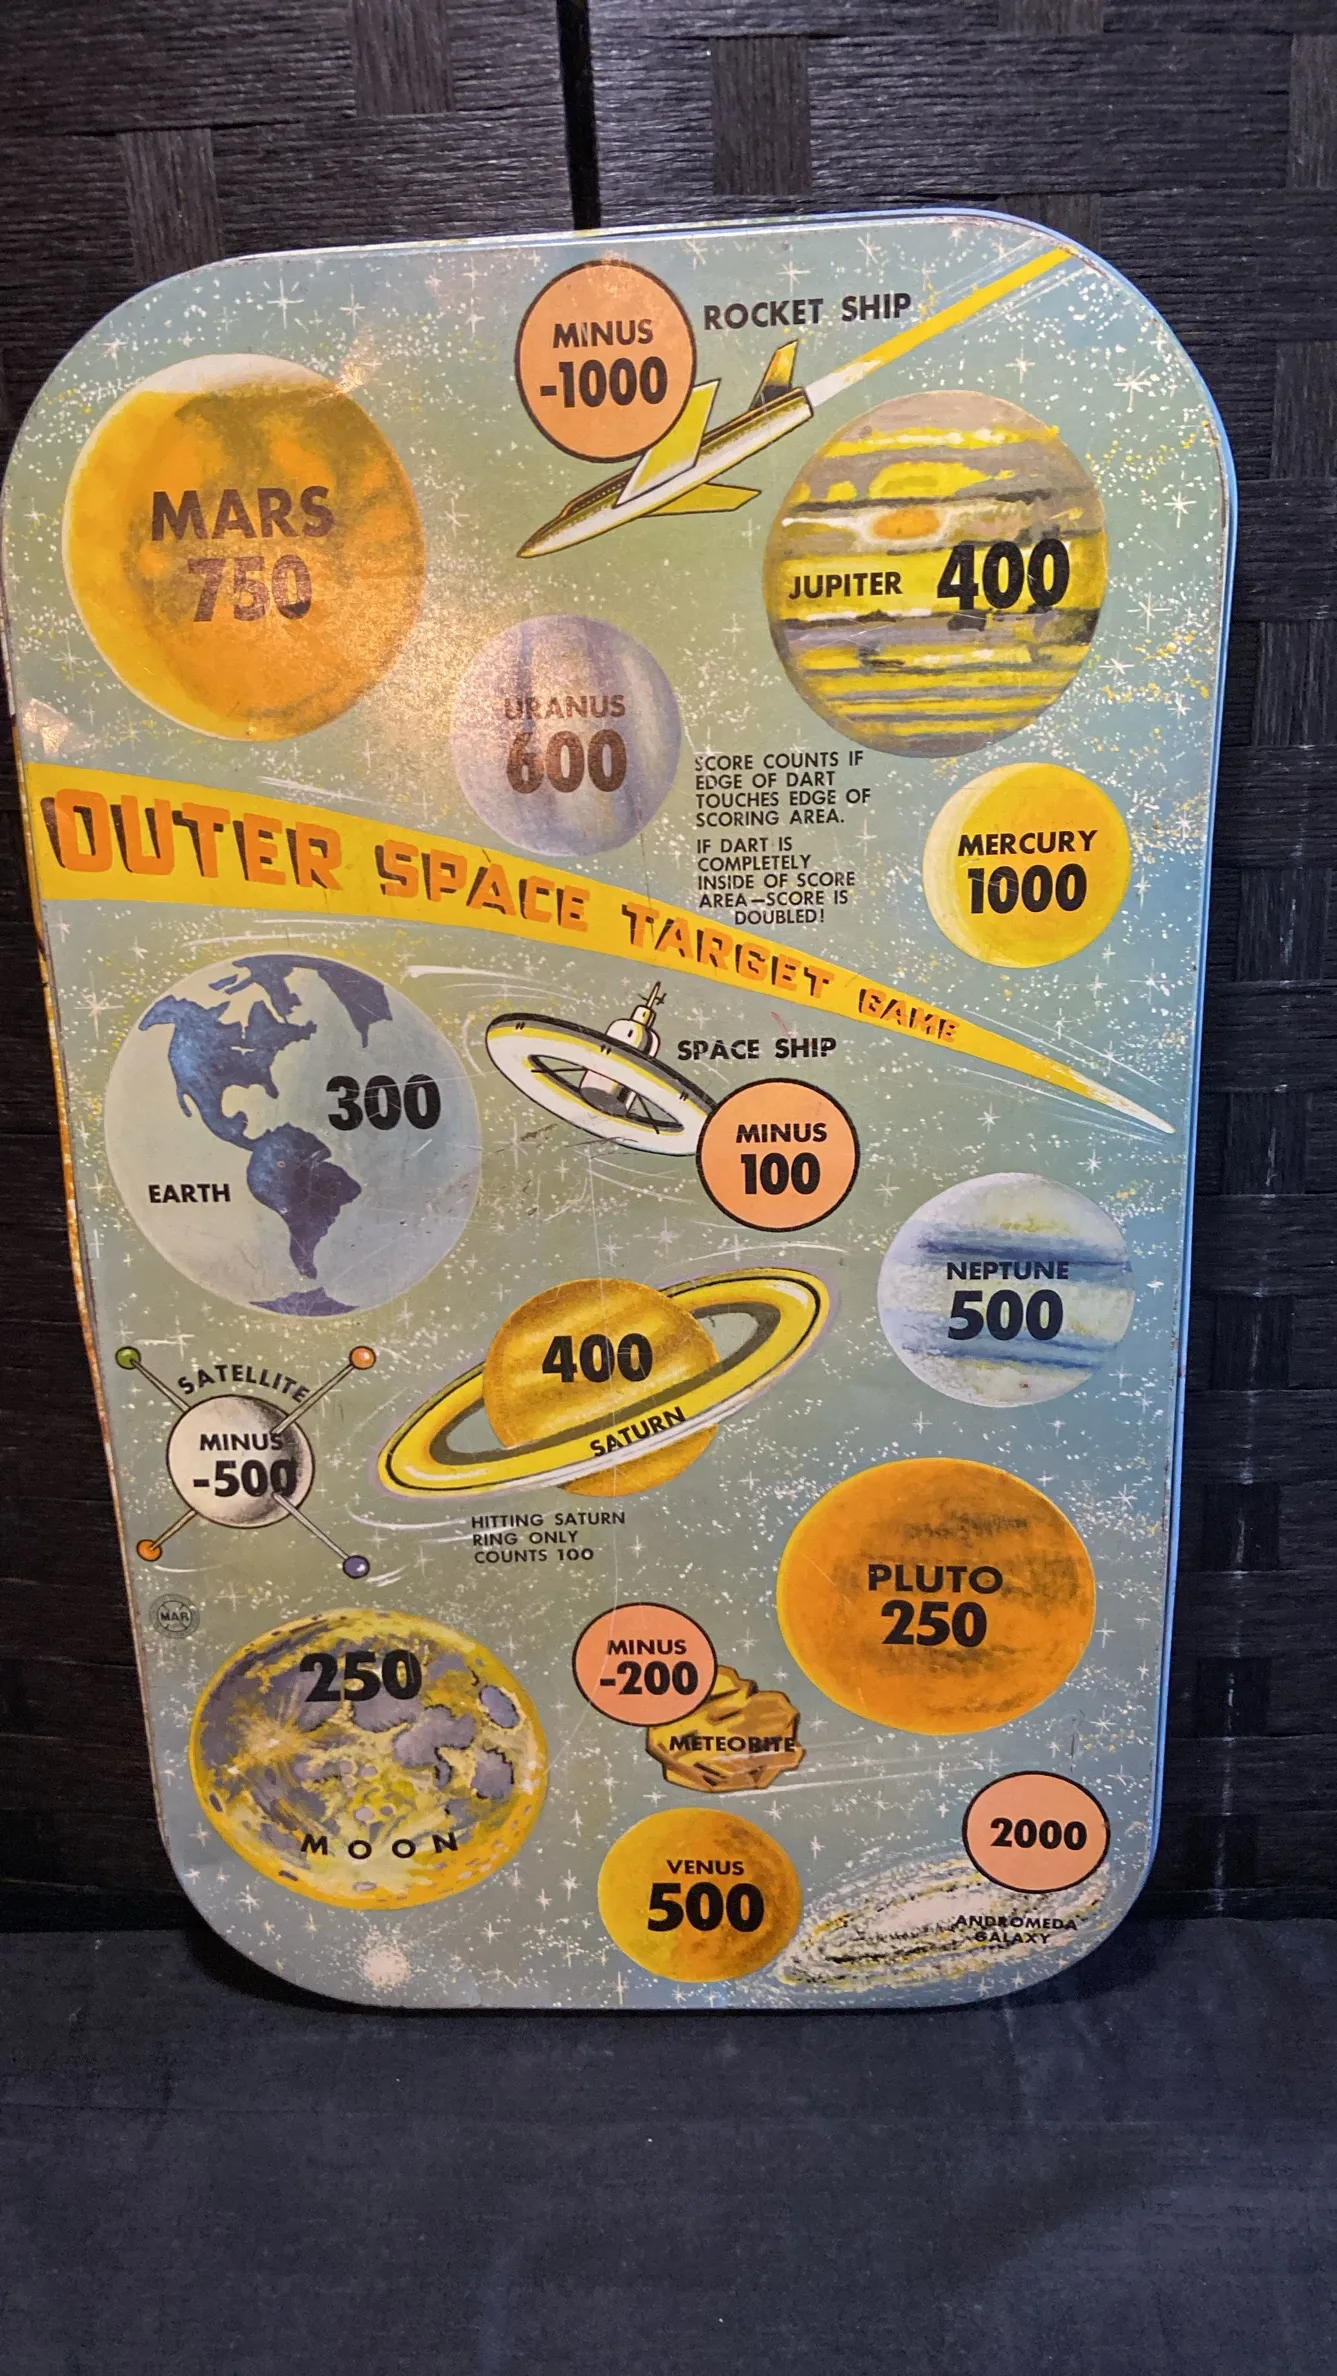 MINUS
-1000
ROCKET SHIP
MARS
750
JUPITER 400
URANUS
600
SCORE COUNTS IF
EDGE OF DART
TOUCHES EDGE OF
SCORING AREA.
IF DART IS
COMPLETELY
INSIDE OF SCORE
AREA—SCORE IS
DOUBLED!
MERCURY
1000
OUTER SPACE TARGET GAME
300
EARTH
SPACE SHIP
MINUS
100
NEPTUNE
500
SATELLITE
MINUS
-500
400
SATURN
HITTING SATURN
RING ONLY
COUNTS 100
PLUTO
250
MAR
250
MOON
MINUS
-200
METEORITE
VENUS
500
2000
ANDROMEDA
GALAXY